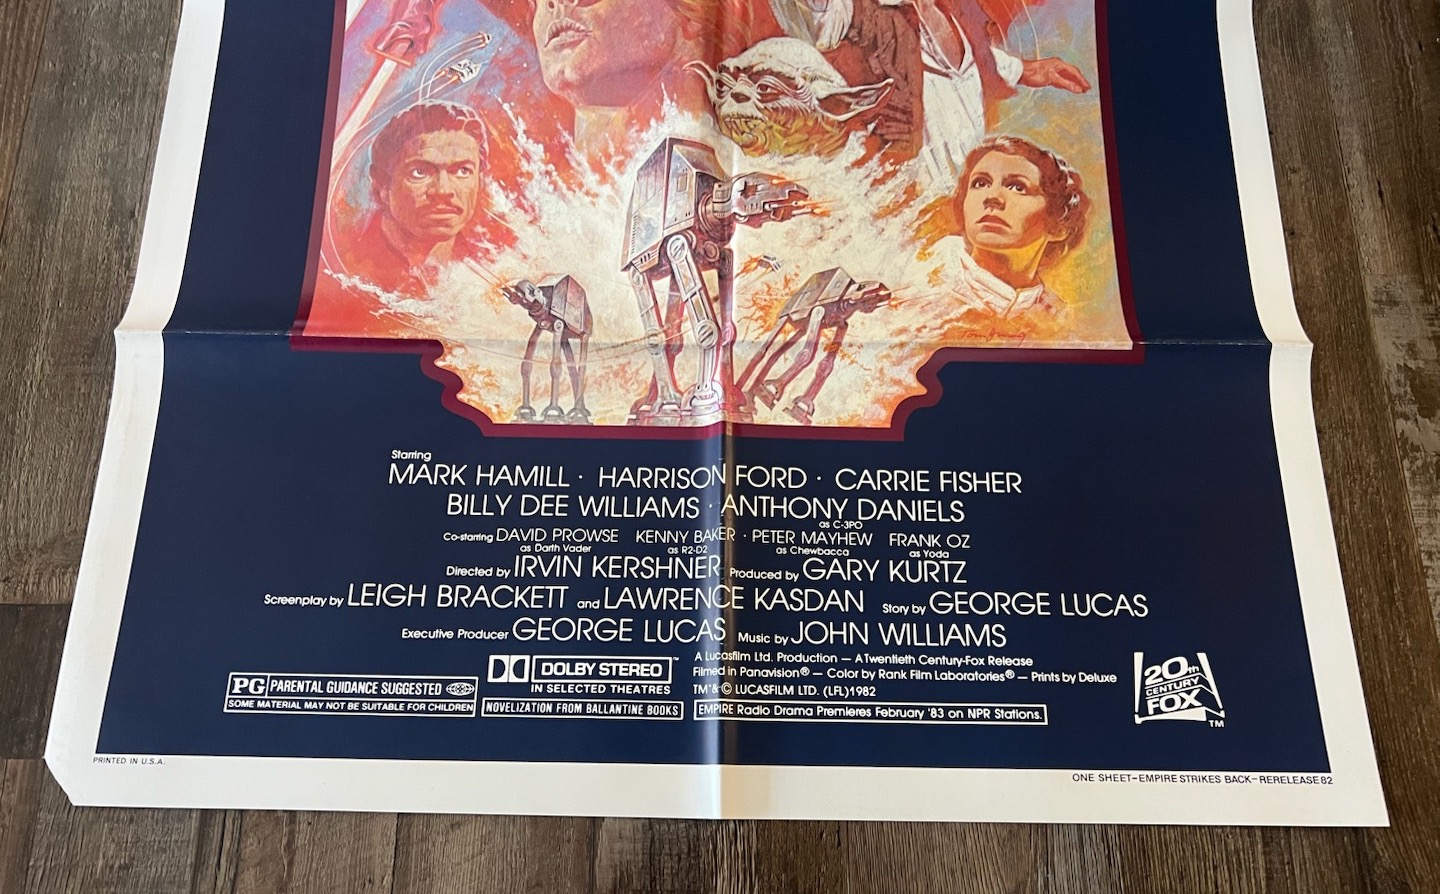 Tom Jung
Starring
MARK HAMILL · HARRISON FORD · CARRIE FISHER
BILLY DEE WILLIAMS · ANTHONY DANIELS
as C-3PO
Co-starring DAVID PROWSE KENNY BAKER · PETER MAYHEW FRANK OZ
as Darth Vader as R2-D2 as Chewbacca as Yoda
Directed by IRVIN KERSHNER Produced by GARY KURTZ
Screenplay by LEIGH BRACKETT and LAWRENCE KASDAN Story by GEORGE LUCAS
Executive Producer GEORGE LUCAS Music by JOHN WILLIAMS
PG PARENTAL GUIDANCE SUGGESTED
SOME MATERIAL MAY NOT BE SUITABLE FOR CHILDREN
DOLBY STEREO ™
IN SELECTED THEATRES
NOVELIZATION FROM BALLANTINE BOOKS
A Lucasfilm Ltd. Production — A Twentieth Century-Fox Release
Filmed in Panavision® — Color by Rank Film Laboratories® — Prints by Deluxe
TM & © LUCASFILM LTD. (LFL) 1982
EMPIRE Radio Drama Premieres February '83 on NPR Stations.
20th
CENTURY
FOX
TM
PRINTED IN U.S.A.
ONE SHEET–EMPIRE STRIKES BACK–RERELEASE 82